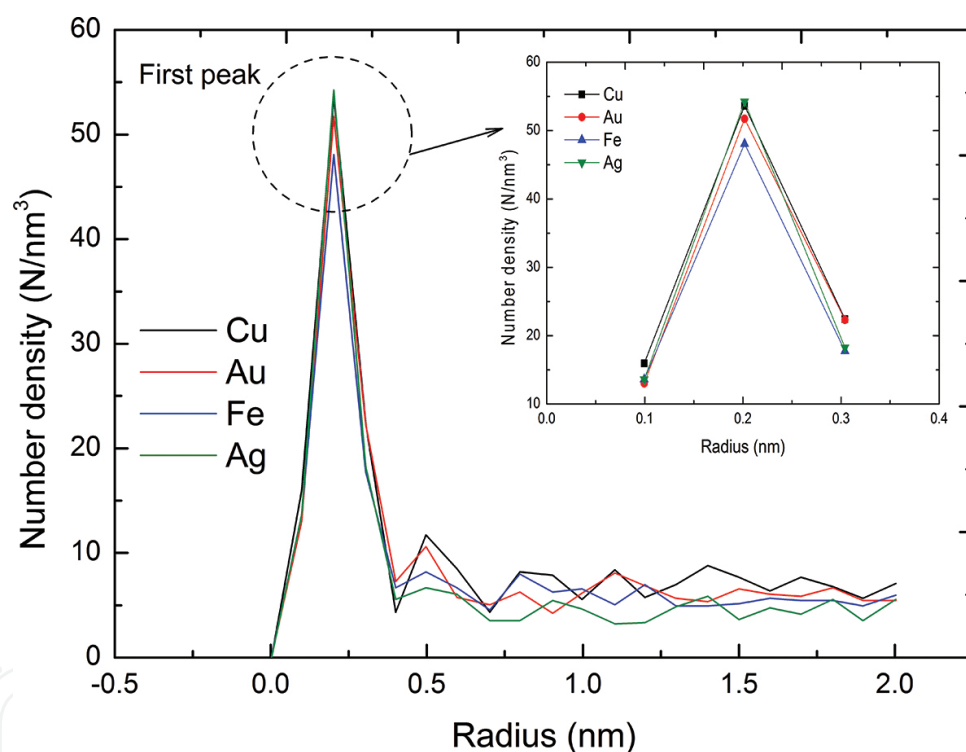 60
50
40
30
20
10
0
Number density (N/nm³)
-0.5 0.0 0.5 1.0 1.5 2.0
Radius (nm)
First peak
Cu
Au
Fe
Ag
60
50
40
30
20
10
Number density (N/nm³)
0.0 0.1 0.2 0.3 0.4
Radius (nm)
Cu
Au
Fe
Ag